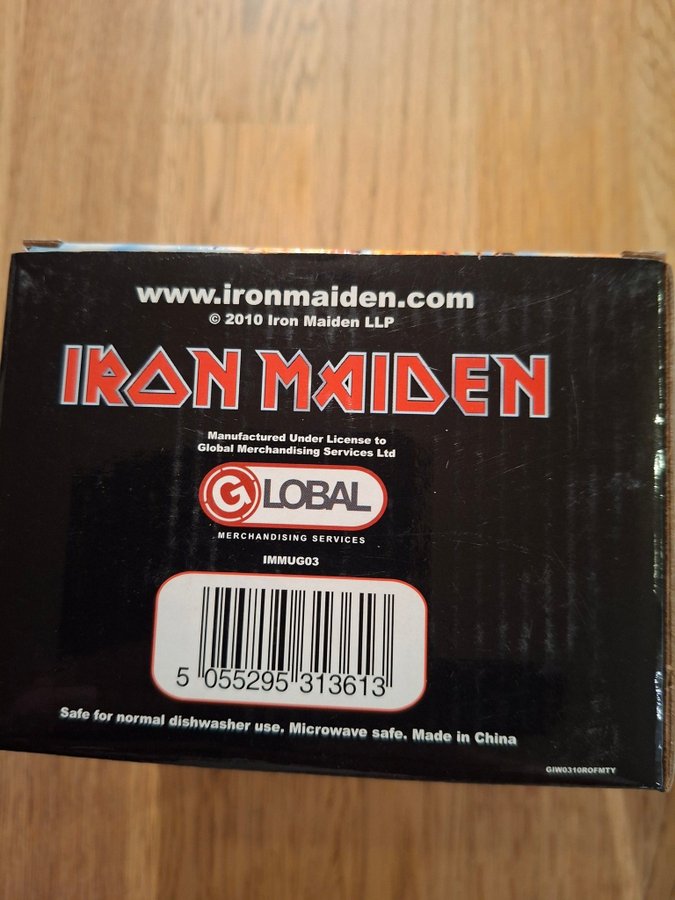 www.ironmaiden.com
© 2010 Iron Maiden LLP
IRON MAIDEN
Manufactured Under License to
Global Merchandising Services Ltd
GLOBAL
MERCHANDISING SERVICES
IMMUG03
5 055295 313613
Safe for normal dishwasher use. Microwave safe. Made in China
GIW0310ROFMTY